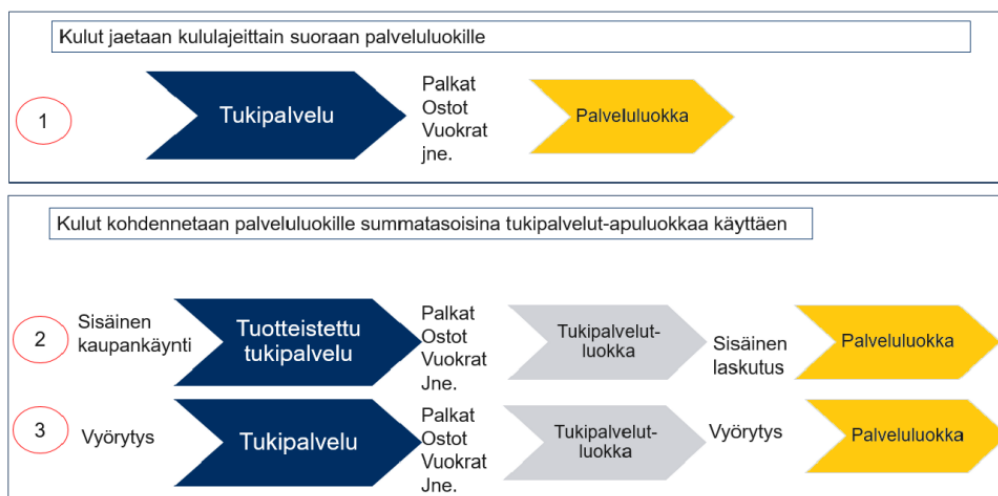 Kulut jaetaan kululajeittain suoraan palveluluokille
1
Tukipalvelu
Palkat
Ostot
Vuokrat
jne.
Palveluluokka
Kulut kohdennetaan palveluluokille summatasoisina tukipalvelut-apuluokkaa käyttäen
2
Sisäinen
kaupankäynti
Tuotteistettu
tukipalvelu
Palkat
Ostot
Vuokrat
Jne.
Tukipalvelut-
luokka
Sisäinen
laskutus
Palveluluokka
3
Vyörytys
Tukipalvelu
Palkat
Ostot
Vuokrat
Jne.
Tukipalvelut-
luokka
Vyörytys
Palveluluokka